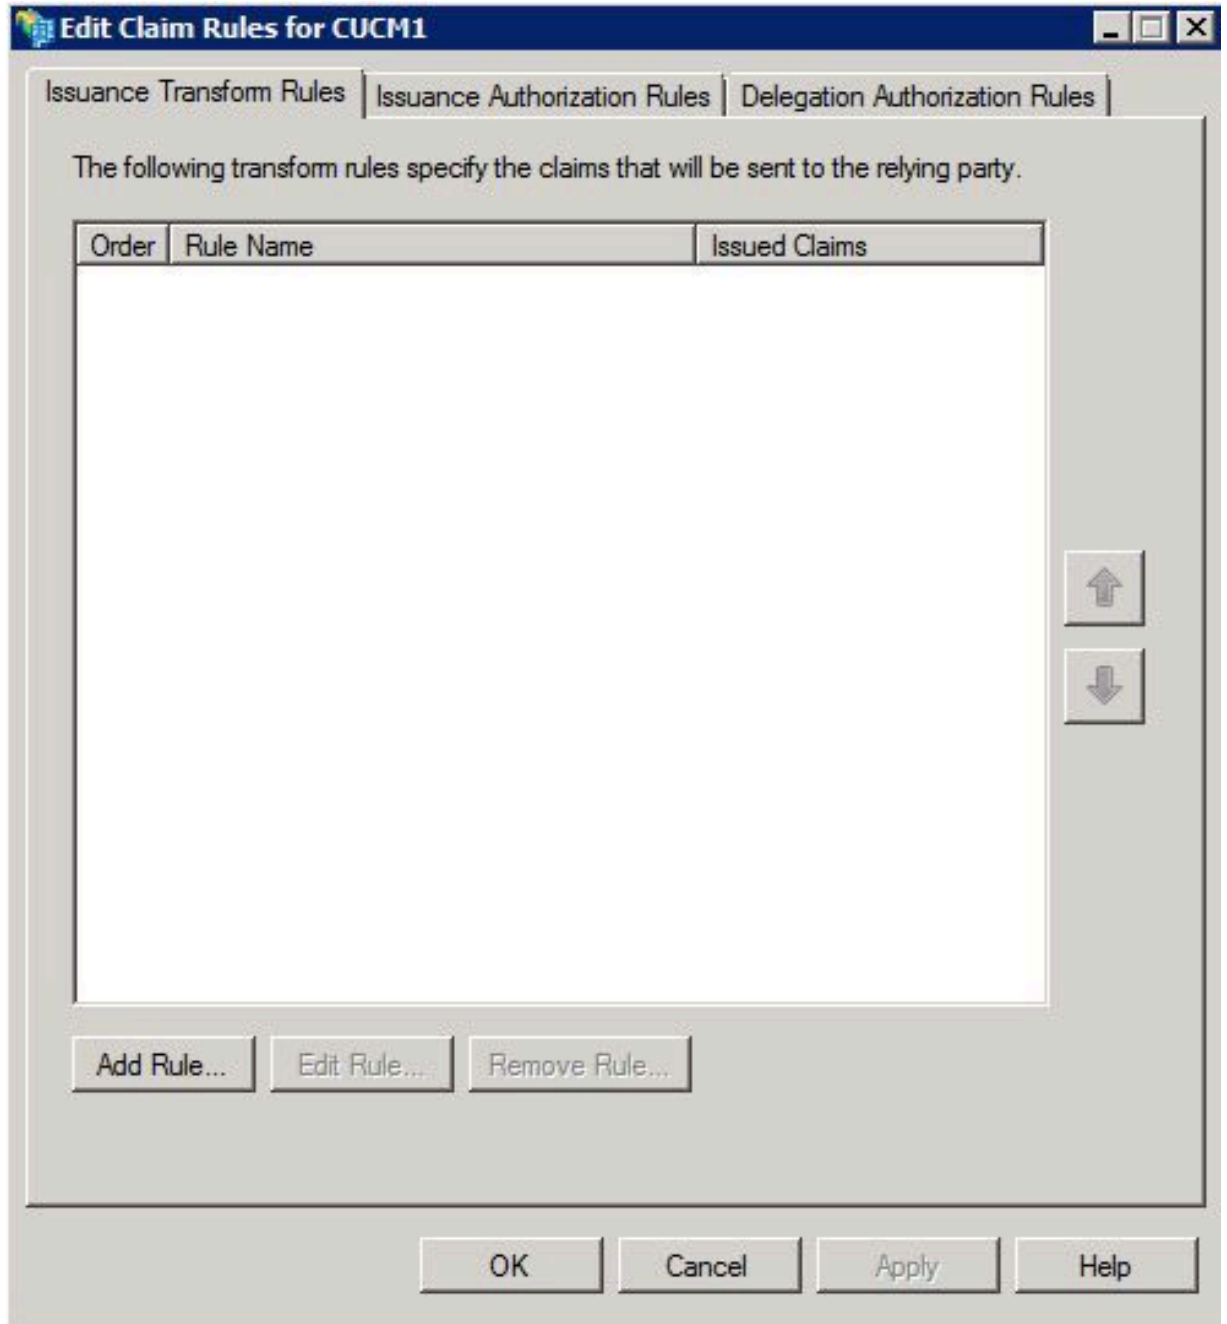 Edit Claim Rules for CUCM1
Issuance Transform Rules Issuance Authorization Rules Delegation Authorization Rules
The following transform rules specify the claims that will be sent to the relying party.
Order Rule Name Issued Claims
Add Rule... Edit Rule... Remove Rule...
OK Cancel Apply Help